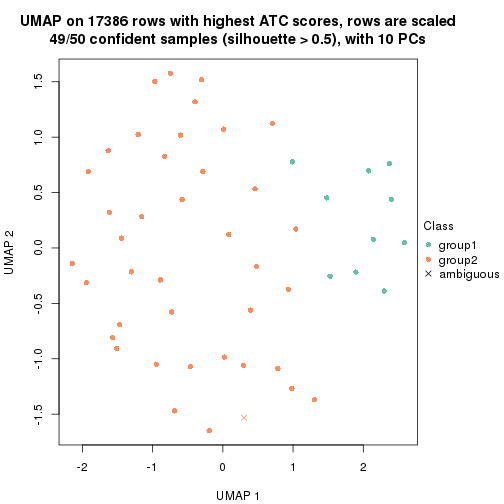 UMAP on 17386 rows with highest ATC scores, rows are scaled
49/50 confident samples (silhouette > 0.5), with 10 PCs
1.5
1.0
0.5
0.0
-0.5
-1.0
-1.5
UMAP 2
-2
-1
0
1
2
UMAP 1
Class
group1
group2
ambiguous